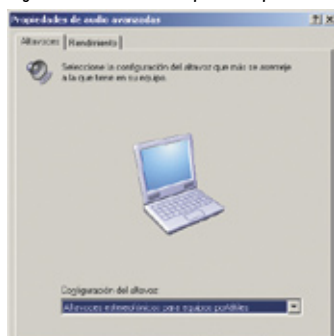 Propiedades de audio avanzadas
Altavoces Rendimiento
Seleccione la configuración del altavoz que más se asemeje
a la que tiene en su equipo.
Configuración del altavoz:
Altavoces estereofónicos para equipos portátiles